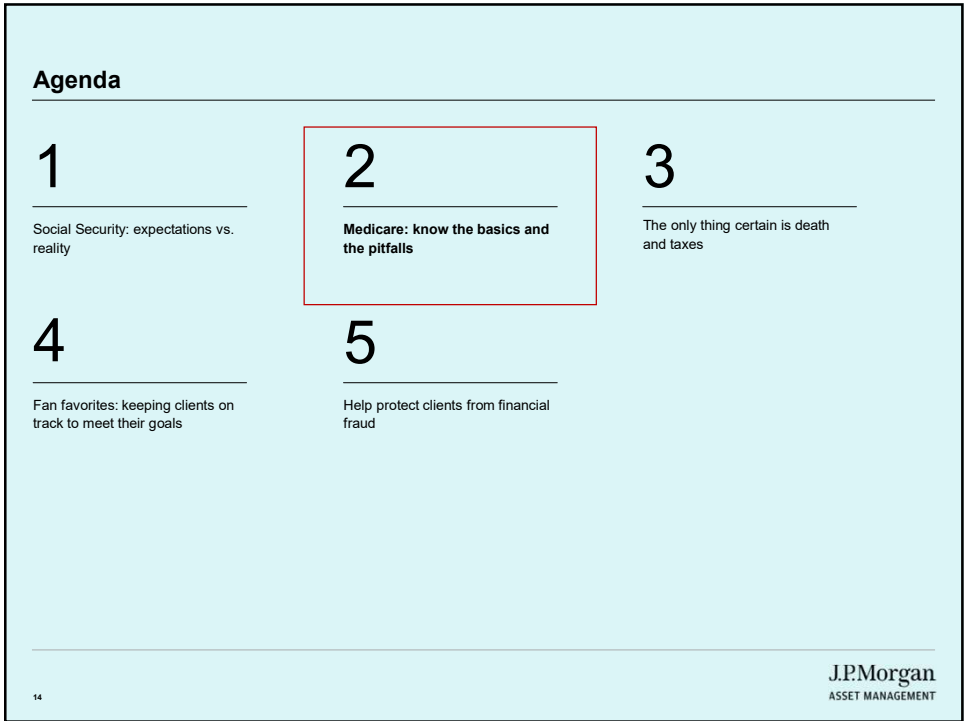 Agenda
1
Social Security: expectations vs.
reality
2
Medicare: know the basics and
the pitfalls
3
The only thing certain is death
and taxes
4
Fan favorites: keeping clients on
track to meet their goals
5
Help protect clients from financial
fraud
14
J.P.Morgan
ASSET MANAGEMENT